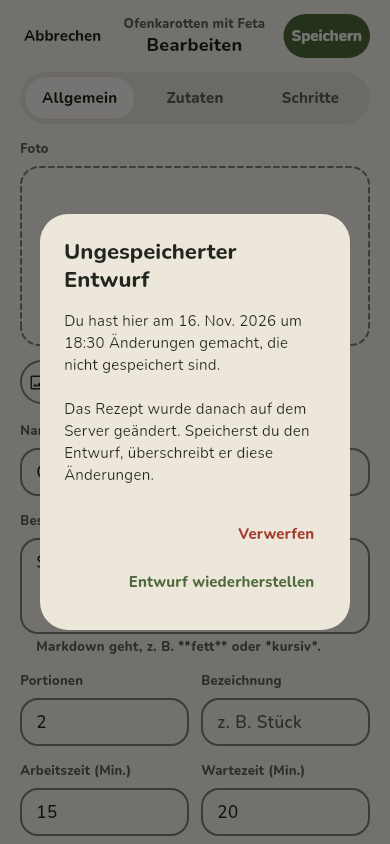 Abbrechen
Ofenkarotten mit Feta
Bearbeiten
Speichern
Allgemein
Zutaten
Schritte
Foto
Ungespeicherter
Entwurf
Du hast hier am 16. Nov. 2026 um
18:30 Änderungen gemacht, die
nicht gespeichert sind.
Das Rezept wurde danach auf dem
Server geändert. Speicherst du den
Entwurf, überschreibt er diese
Änderungen.
Verwerfen
Entwurf wiederherstellen
Markdown geht, z. B. **fett** oder *kursiv*.
Portionen
Bezeichnung
2
z. B. Stück
Arbeitszeit (Min.)
Wartezeit (Min.)
15
20